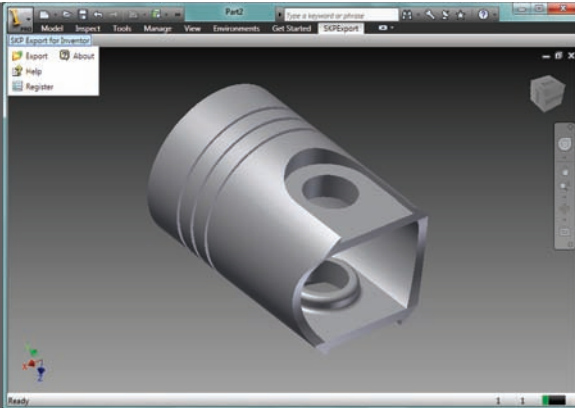 PRO
Part2
Type a keyword or phrase
Model Inspect Tools Manage View Environments Get Started SKPExport
SKP Export for Inventor
Export About
Help
Register
X
Z
Ready
1 1